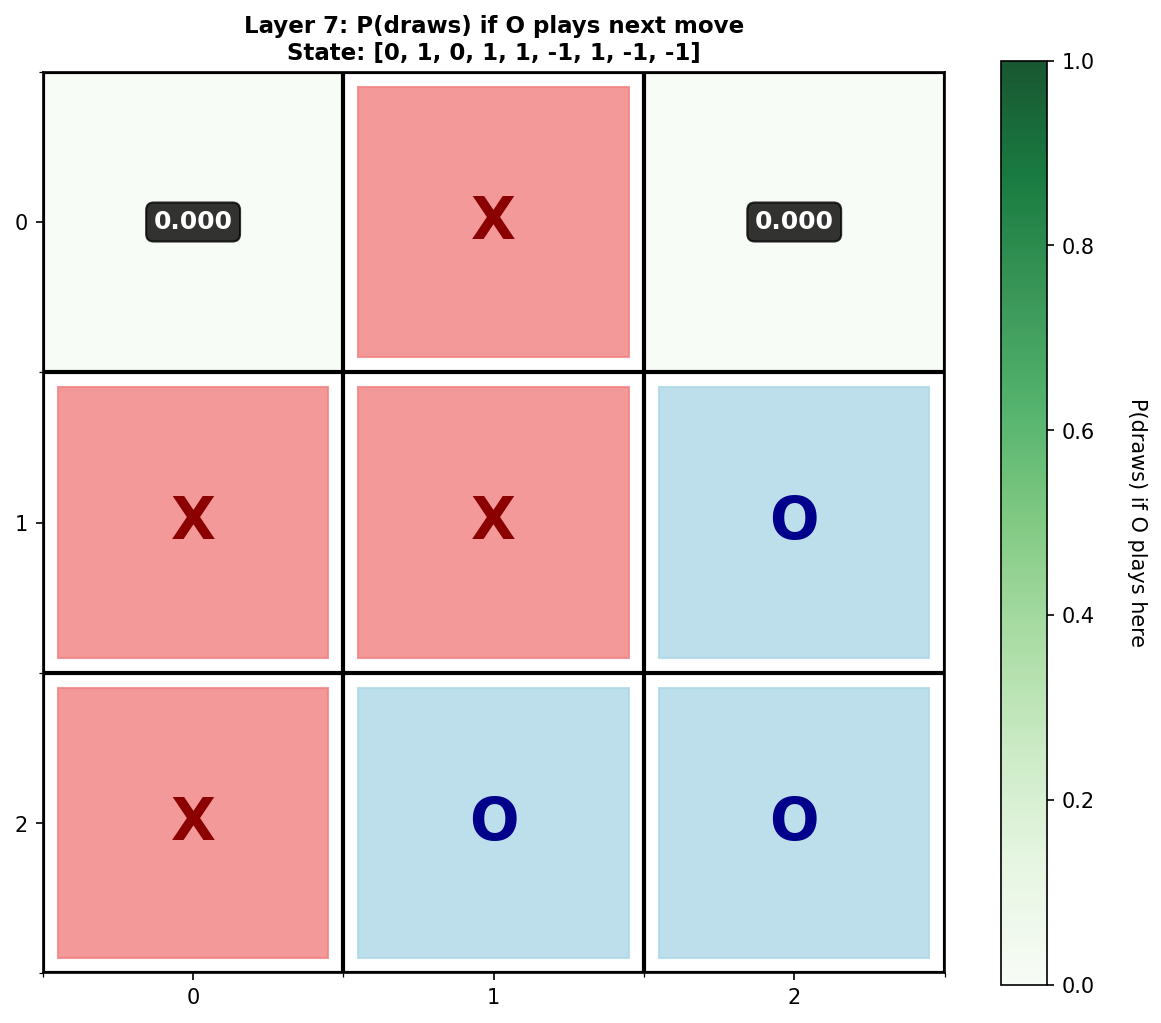 Layer 7: P(draws) if O plays next move
State: [0, 1, 0, 1, 1, -1, 1, -1, -1]
0.000
X
0.000
X
X
O
X
O
O
0
1
2
0
1
2
1.0
0.8
0.6
0.4
0.2
0.0
P(draws) if O plays here